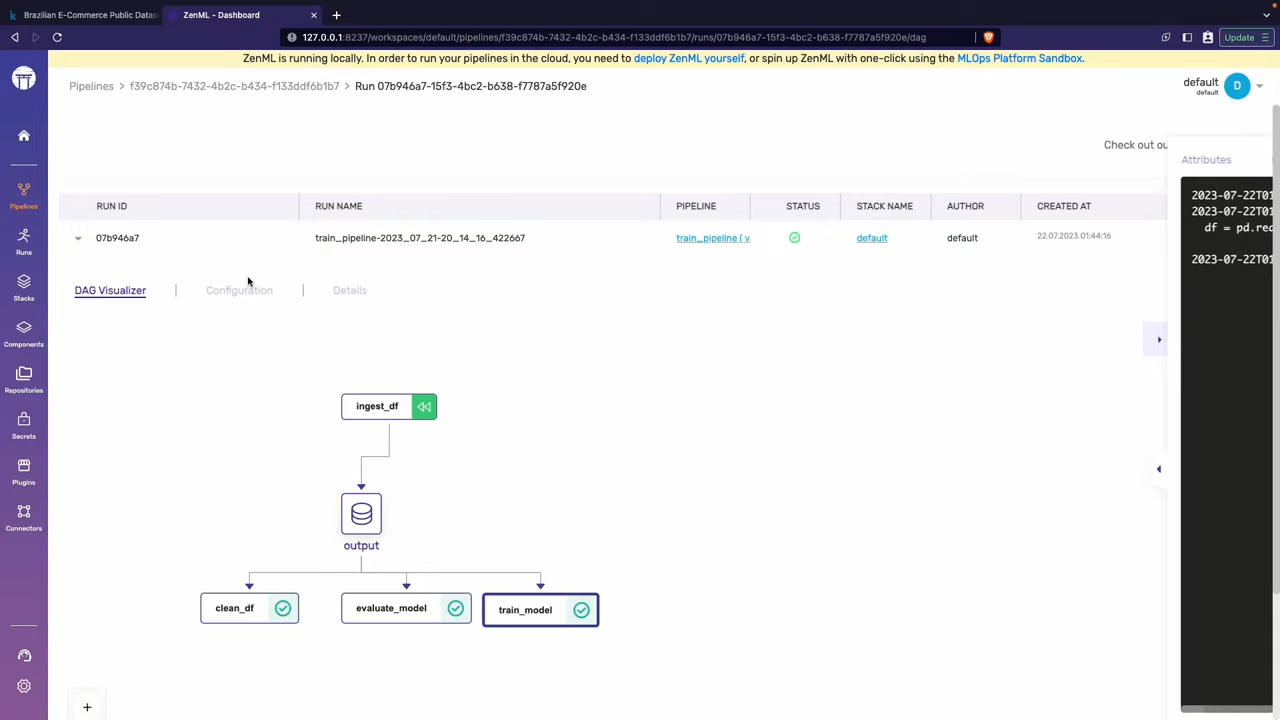 Brazilian E-Commerce Public Datas
ZenML - Dashboard
127.0.0.1:8237/workspaces/default/pipelines/f39c874b-7432-4b2c-b434-f133ddf6b1b7/runs/07b946a7-15f3-4bc2-b638-f7787a5f920e/dag
Update
ZenML is running locally. In order to run your pipelines in the cloud, you need to deploy ZenML yourself, or spin up ZenML with one-click using the MLOps Platform Sandbox.
Pipelines > f39c874b-7432-4b2c-b434-f133ddf6b1b7 > Run 07b946a7-15f3-4bc2-b638-f7787a5f920e
default
default
D
Check out ou
Attributes
RUN ID RUN NAME PIPELINE STATUS STACK NAME AUTHOR CREATED AT
07b946a7 train_pipeline-2023_07_21-20_14_16_422667 train_pipeline ( v default default 22.07.2023 01:44:16
2023-07-22T01
2023-07-22T01
df = pd.rec
2023-07-22T01
DAG Visualizer | Configuration | Details
Pipelines
Runs
Stacks
Components
Repositories
Secrets
Plugins
Connectors
ingest_df
output
clean_df
evaluate_model
train_model
+